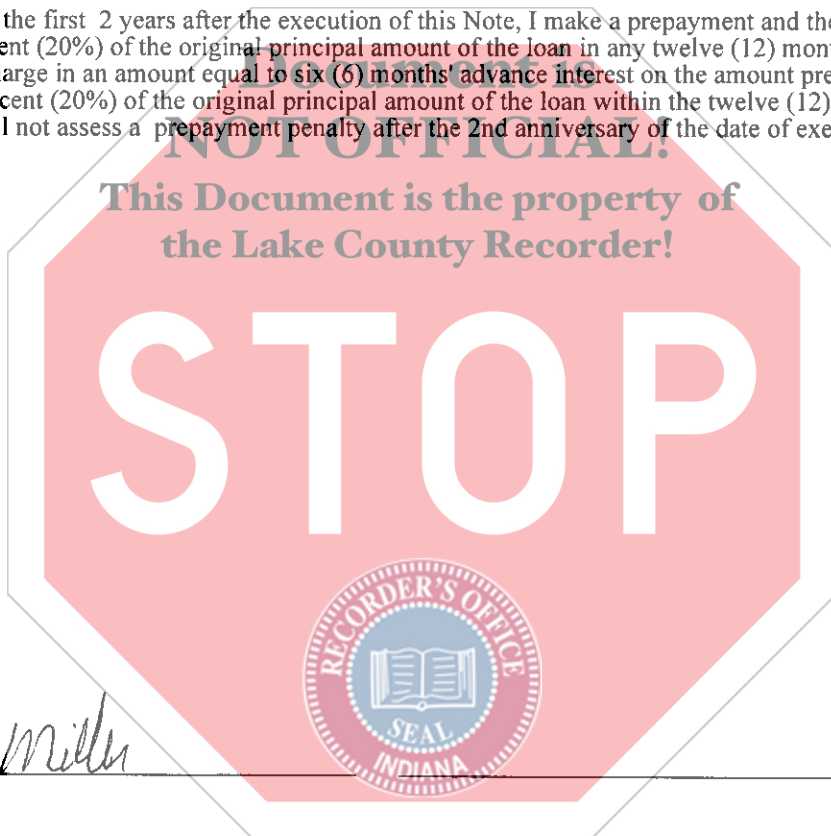 the first 2 years after the execution of this Note, I make a prepayment and the
ent (20%) of the original principal amount of the loan in any twelve (12) mon
arge in an amount equal to six (6) months' advance interest on the amount pre
cent (20%) of the original principal amount of the loan within the twelve (12)
l not assess a prepayment penalty after the 2nd anniversary of the date of exe
Document is
NOT OFFICIAL!
This Document is the property of
the Lake County Recorder!
STOP
RECORDER'S OFFICE
SEAL
INDIANA
Miller